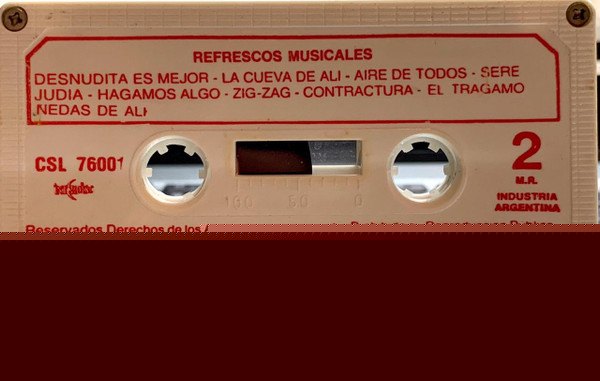 REFRESCOS MUSICALES
DESNUDITA ES MEJOR - LA CUEVA DE ALI - AIRE DE TODOS - SERE
JUDIA - HAGAMOS ALGO - ZIG-ZAG - CONTRACTURA - EL TRAGAMO
NEDAS DE ALI
CSL 76001
2
M.R.
INDUSTRIA
ARGENTINA
100 50 0
Reservados Derechos de los